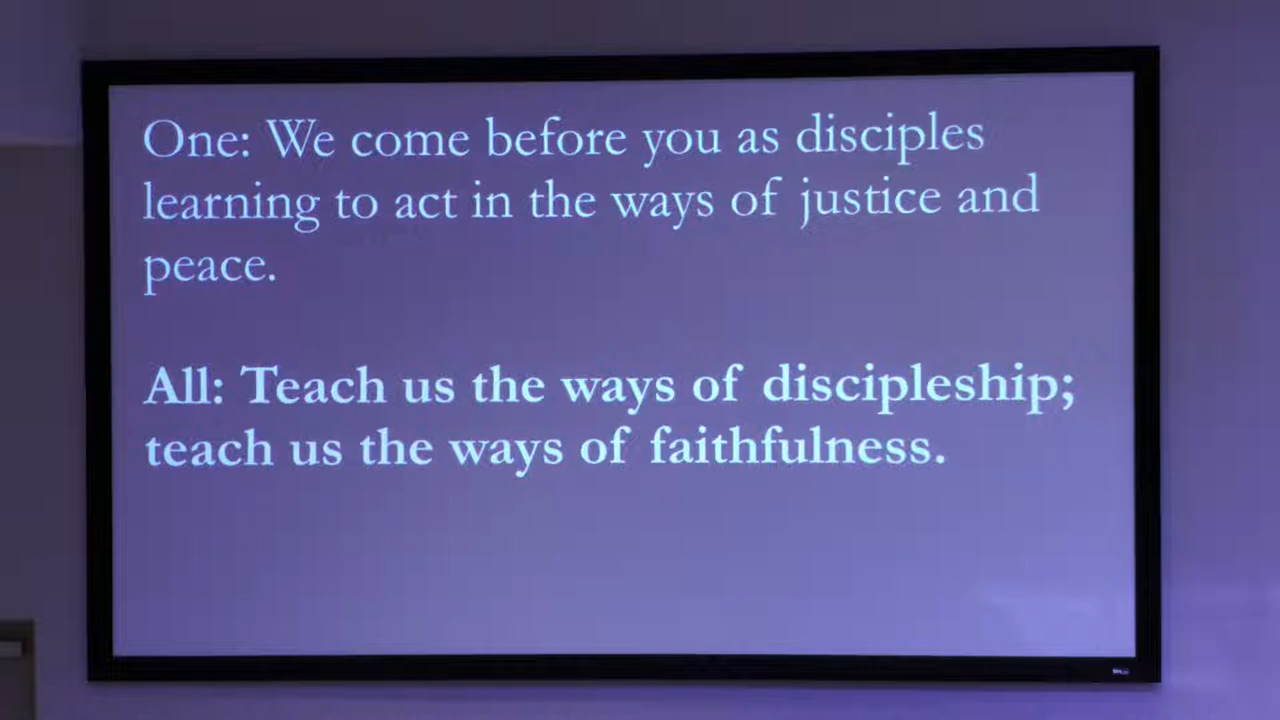 One: We come before you as disciples
learning to act in the ways of justice and
peace.
All: Teach us the ways of discipleship;
teach us the ways of faithfulness.